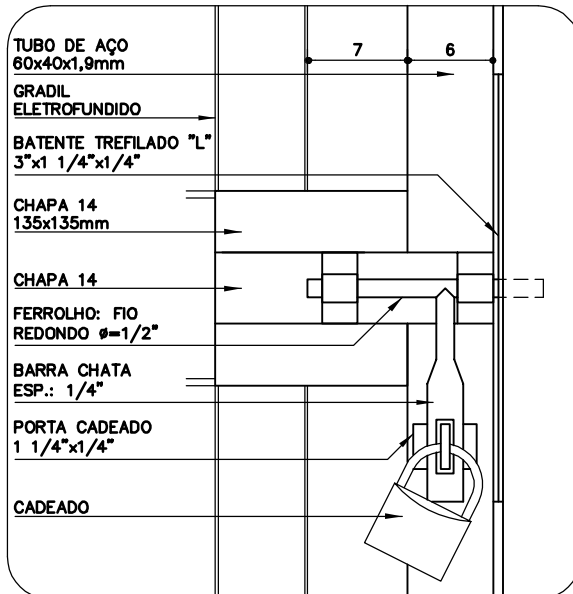 7 6
TUBO DE AÇO
60x40x1,9mm
GRADIL
ELETROFUNDIDO
BATENTE TREFILADO "L"
3"x1 1/4"x1/4"
CHAPA 14
135x135mm
CHAPA 14
FERROLHO: FIO
REDONDO ø=1/2"
BARRA CHATA
ESP.: 1/4"
PORTA CADEADO
1 1/4"x1/4"
CADEADO